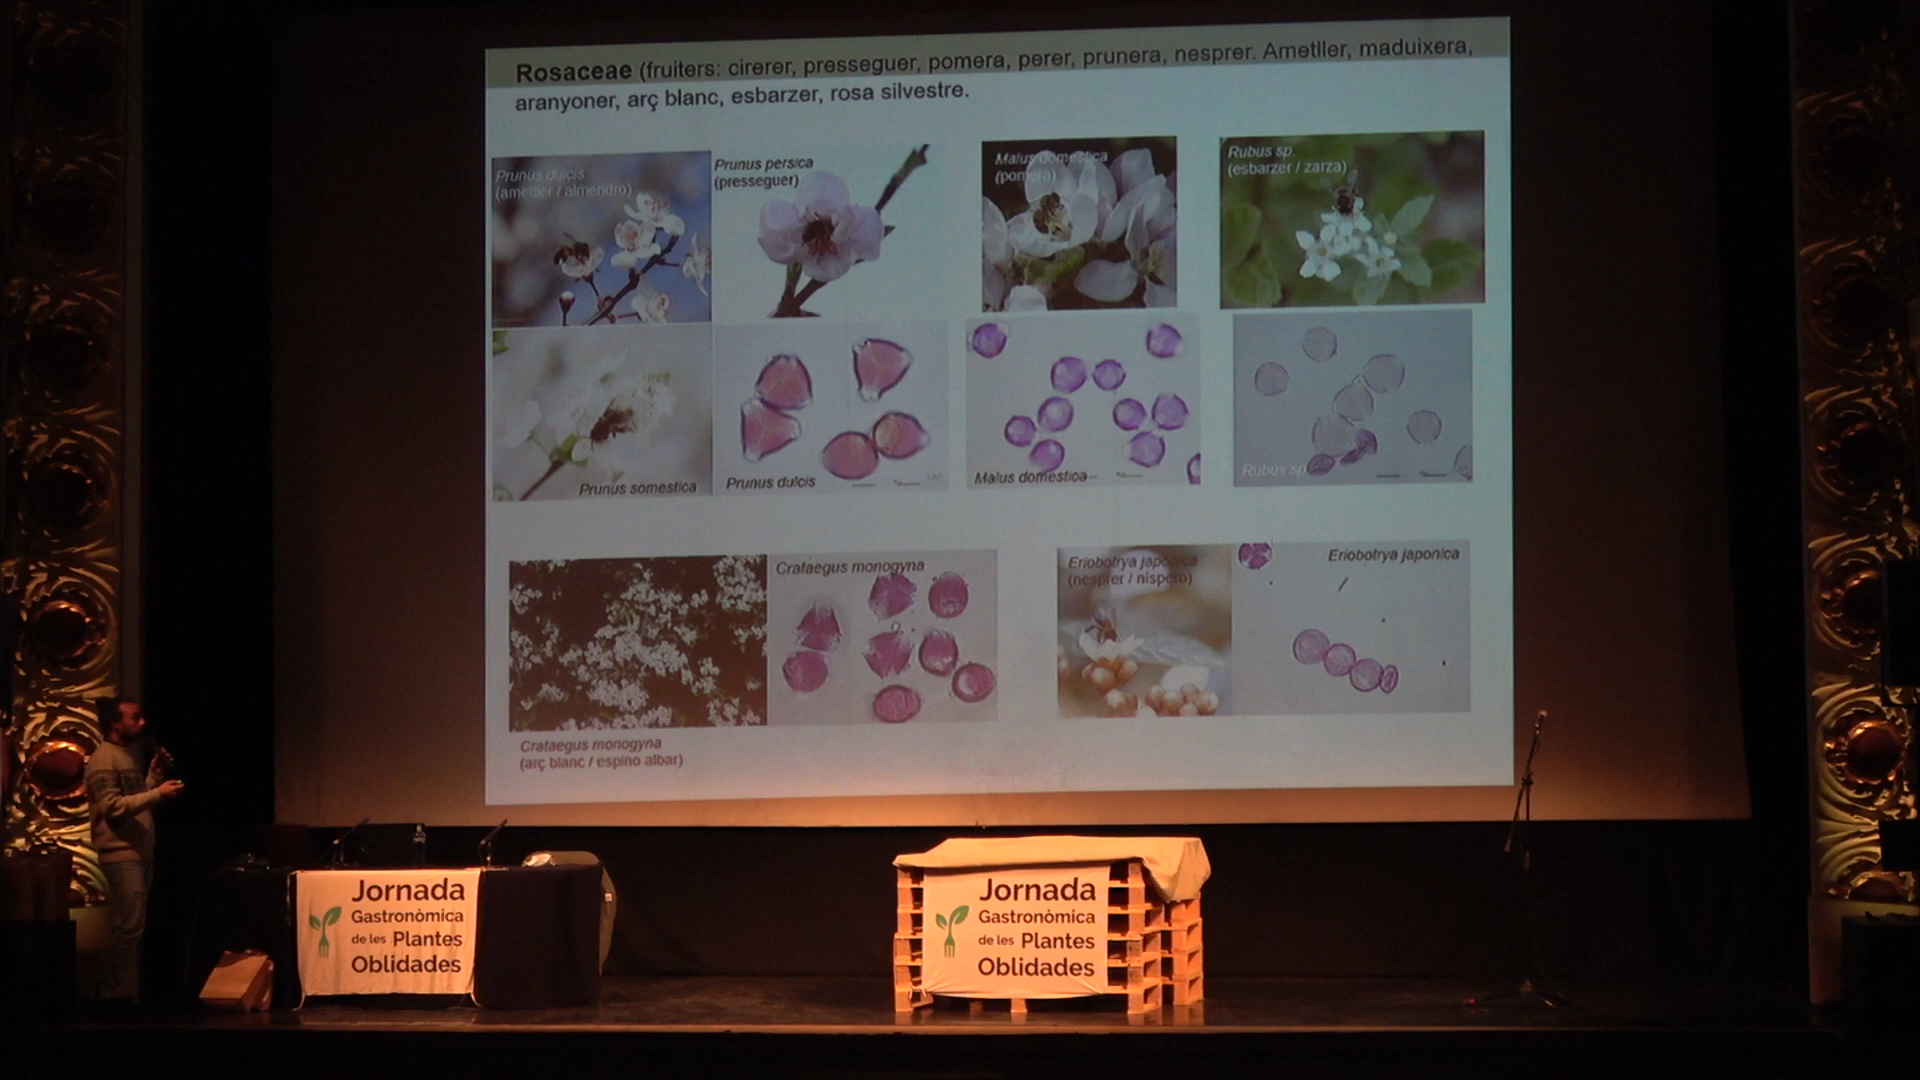 Rosaceae (fruiters: cirerer, presseguer, pomera, perer, prunera, nesprer. Ametller, maduixera,
aranyoner, arç blanc, esbarzer, rosa silvestre.
Prunus dulcis
(ametller / almendro)
Prunus persica
(presseguer)
Malus domestica
(pomera)
Rubus sp.
(esbarzer / zarza)
Prunus somestica
Prunus dulcis
Malus domestica
Rubus sp.
Crataegus monogyna
Eriobotrya japonica
(nesprer / níspero)
Eriobotrya japonica
Crataegus monogyna
(arç blanc / espino albar)
Jornada
Gastronòmica
de les Plantes
Oblidades
Jornada
Gastronòmica
de les Plantes
Oblidades